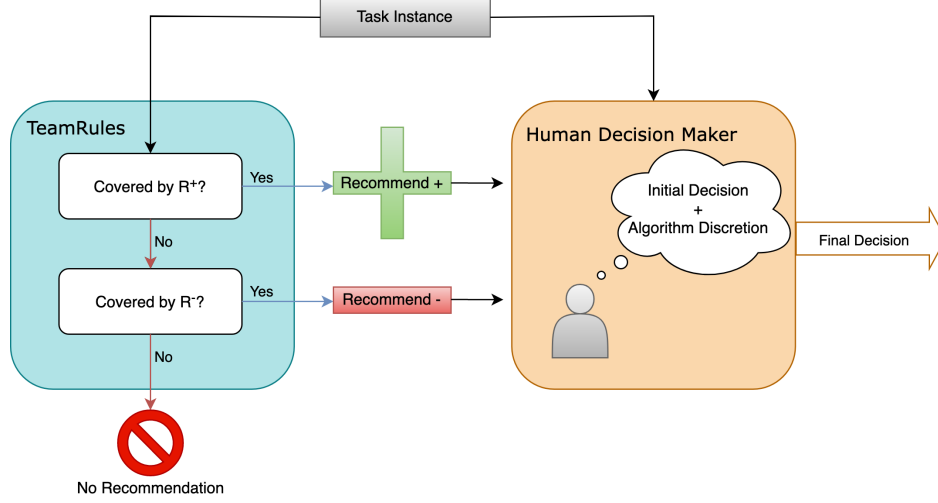 Task Instance
TeamRules
Covered by R⁺?
Yes
No
Covered by R⁻?
Yes
No
No Recommendation
Recommend +
Recommend -
Human Decision Maker
Initial Decision
+
Algorithm Discretion
Final Decision